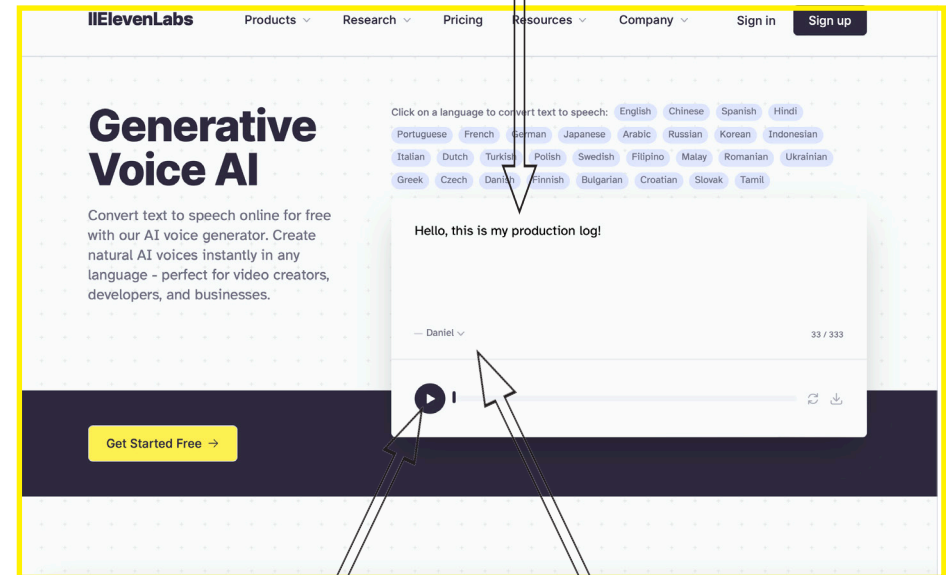 IIElevenLabs Products Research Pricing Resources Company Sign in Sign up
Generative
Voice AI
Convert text to speech online for free
with our AI voice generator. Create
natural AI voices instantly in any
language - perfect for video creators,
developers, and businesses.
Get Started Free →
Click on a language to convert text to speech: English Chinese Spanish Hindi
Portuguese French German Japanese Arabic Russian Korean Indonesian
Italian Dutch Turkish Polish Swedish Filipino Malay Romanian Ukrainian
Greek Czech Danish Finnish Bulgarian Croatian Slovak Tamil
Hello, this is my production log!
— Daniel 33 / 333